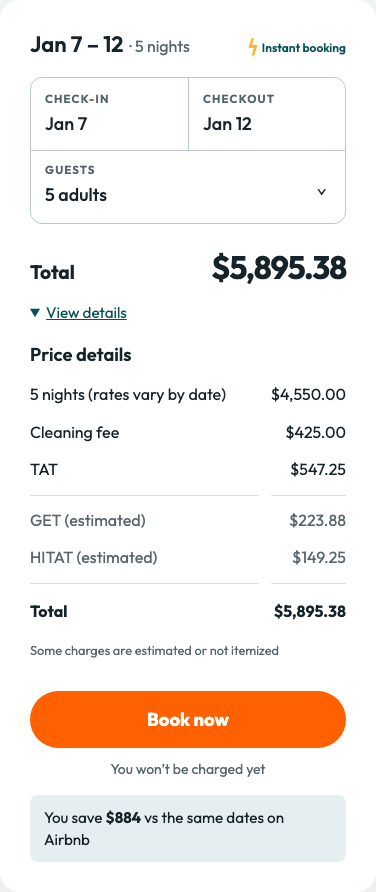 Jan 7 – 12 · 5 nights
Instant booking
CHECK-IN
Jan 7
CHECKOUT
Jan 12
GUESTS
5 adults
Total
$5,895.38
▼ View details
Price details
5 nights (rates vary by date) $4,550.00
Cleaning fee $425.00
TAT $547.25
GET (estimated) $223.88
HITAT (estimated) $149.25
Total $5,895.38
Some charges are estimated or not itemized
Book now
You won't be charged yet
You save $884 vs the same dates on
Airbnb